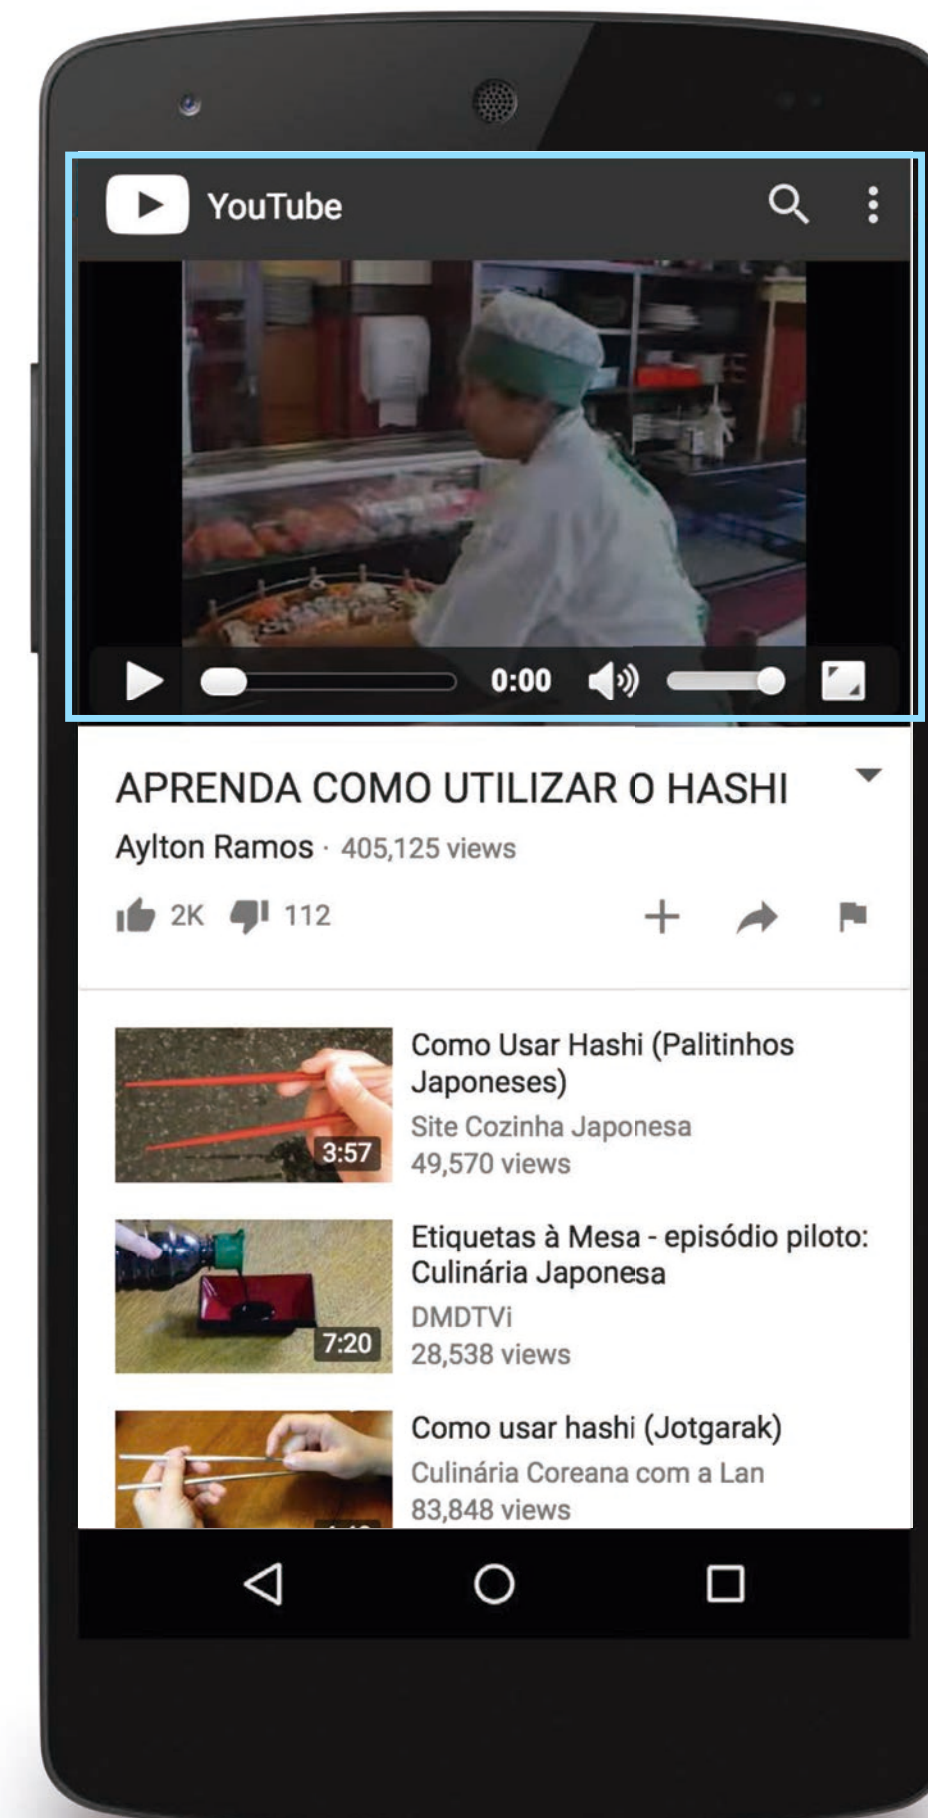 YouTube
0:00
APRENDA COMO UTILIZAR O HASHI
Aylton Ramos · 405,125 views
2K 112
Como Usar Hashi (Palitinhos
Japoneses)
Site Cozinha Japonesa
49,570 views
3:57
Etiquetas à Mesa - episódio piloto:
Culinária Japonesa
DMDTVi
28,538 views
7:20
Como usar hashi (Jotgarak)
Culinária Coreana com a Lan
83,848 views